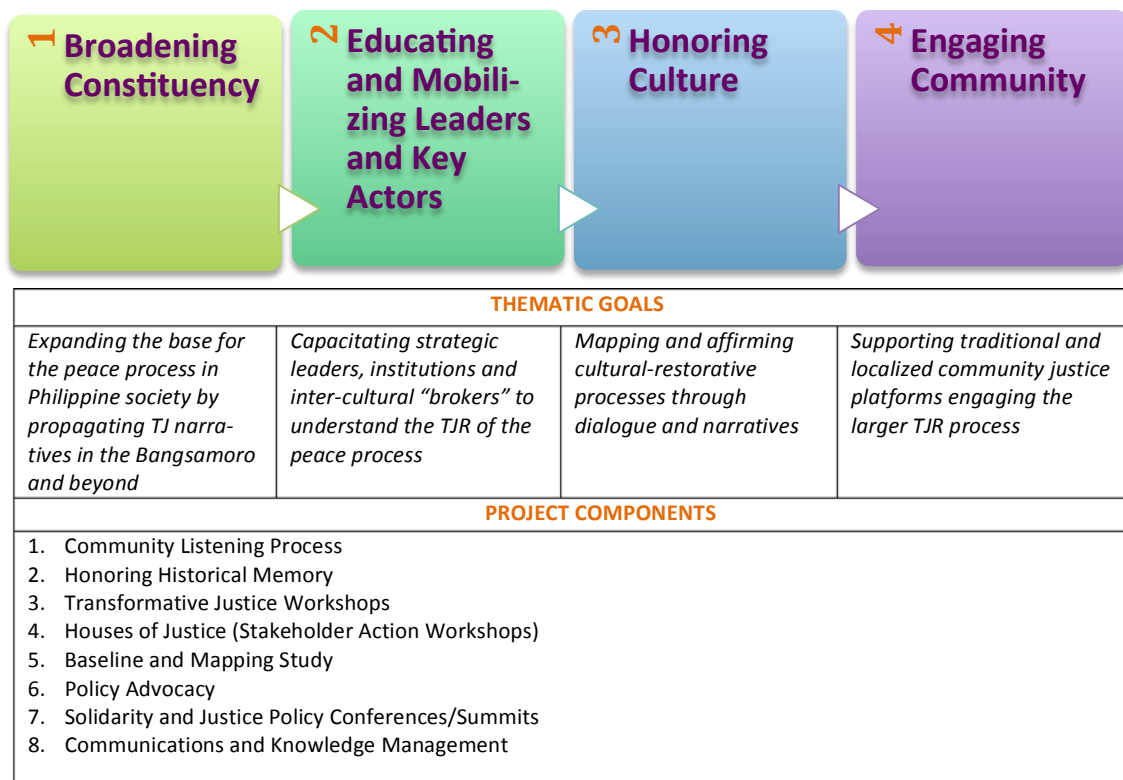 1 Broadening
Constituency
2 Educating
and Mobili-
zing Leaders
and Key
Actors
3 Honoring
Culture
4 Engaging
Community
THEMATIC GOALS
Expanding the base for
the peace process in
Philippine society by
propagating TJ narra-
tives in the Bangsamoro
and beyond
Capacitating strategic
leaders, institutions and
inter-cultural “brokers” to
understand the TJR of the
peace process
Mapping and affirming
cultural-restorative
processes through
dialogue and narratives
Supporting traditional and
localized community justice
platforms engaging the
larger TJR process
PROJECT COMPONENTS
1. Community Listening Process
2. Honoring Historical Memory
3. Transformative Justice Workshops
4. Houses of Justice (Stakeholder Action Workshops)
5. Baseline and Mapping Study
6. Policy Advocacy
7. Solidarity and Justice Policy Conferences/Summits
8. Communications and Knowledge Management